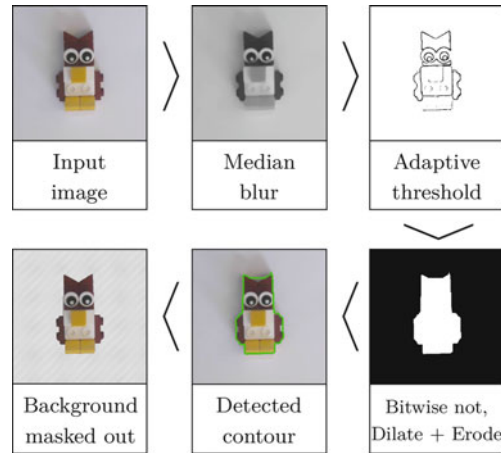 Input
image
Median
blur
Adaptive
threshold
Bitwise not,
Dilate + Erode
Detected
contour
Background
masked out